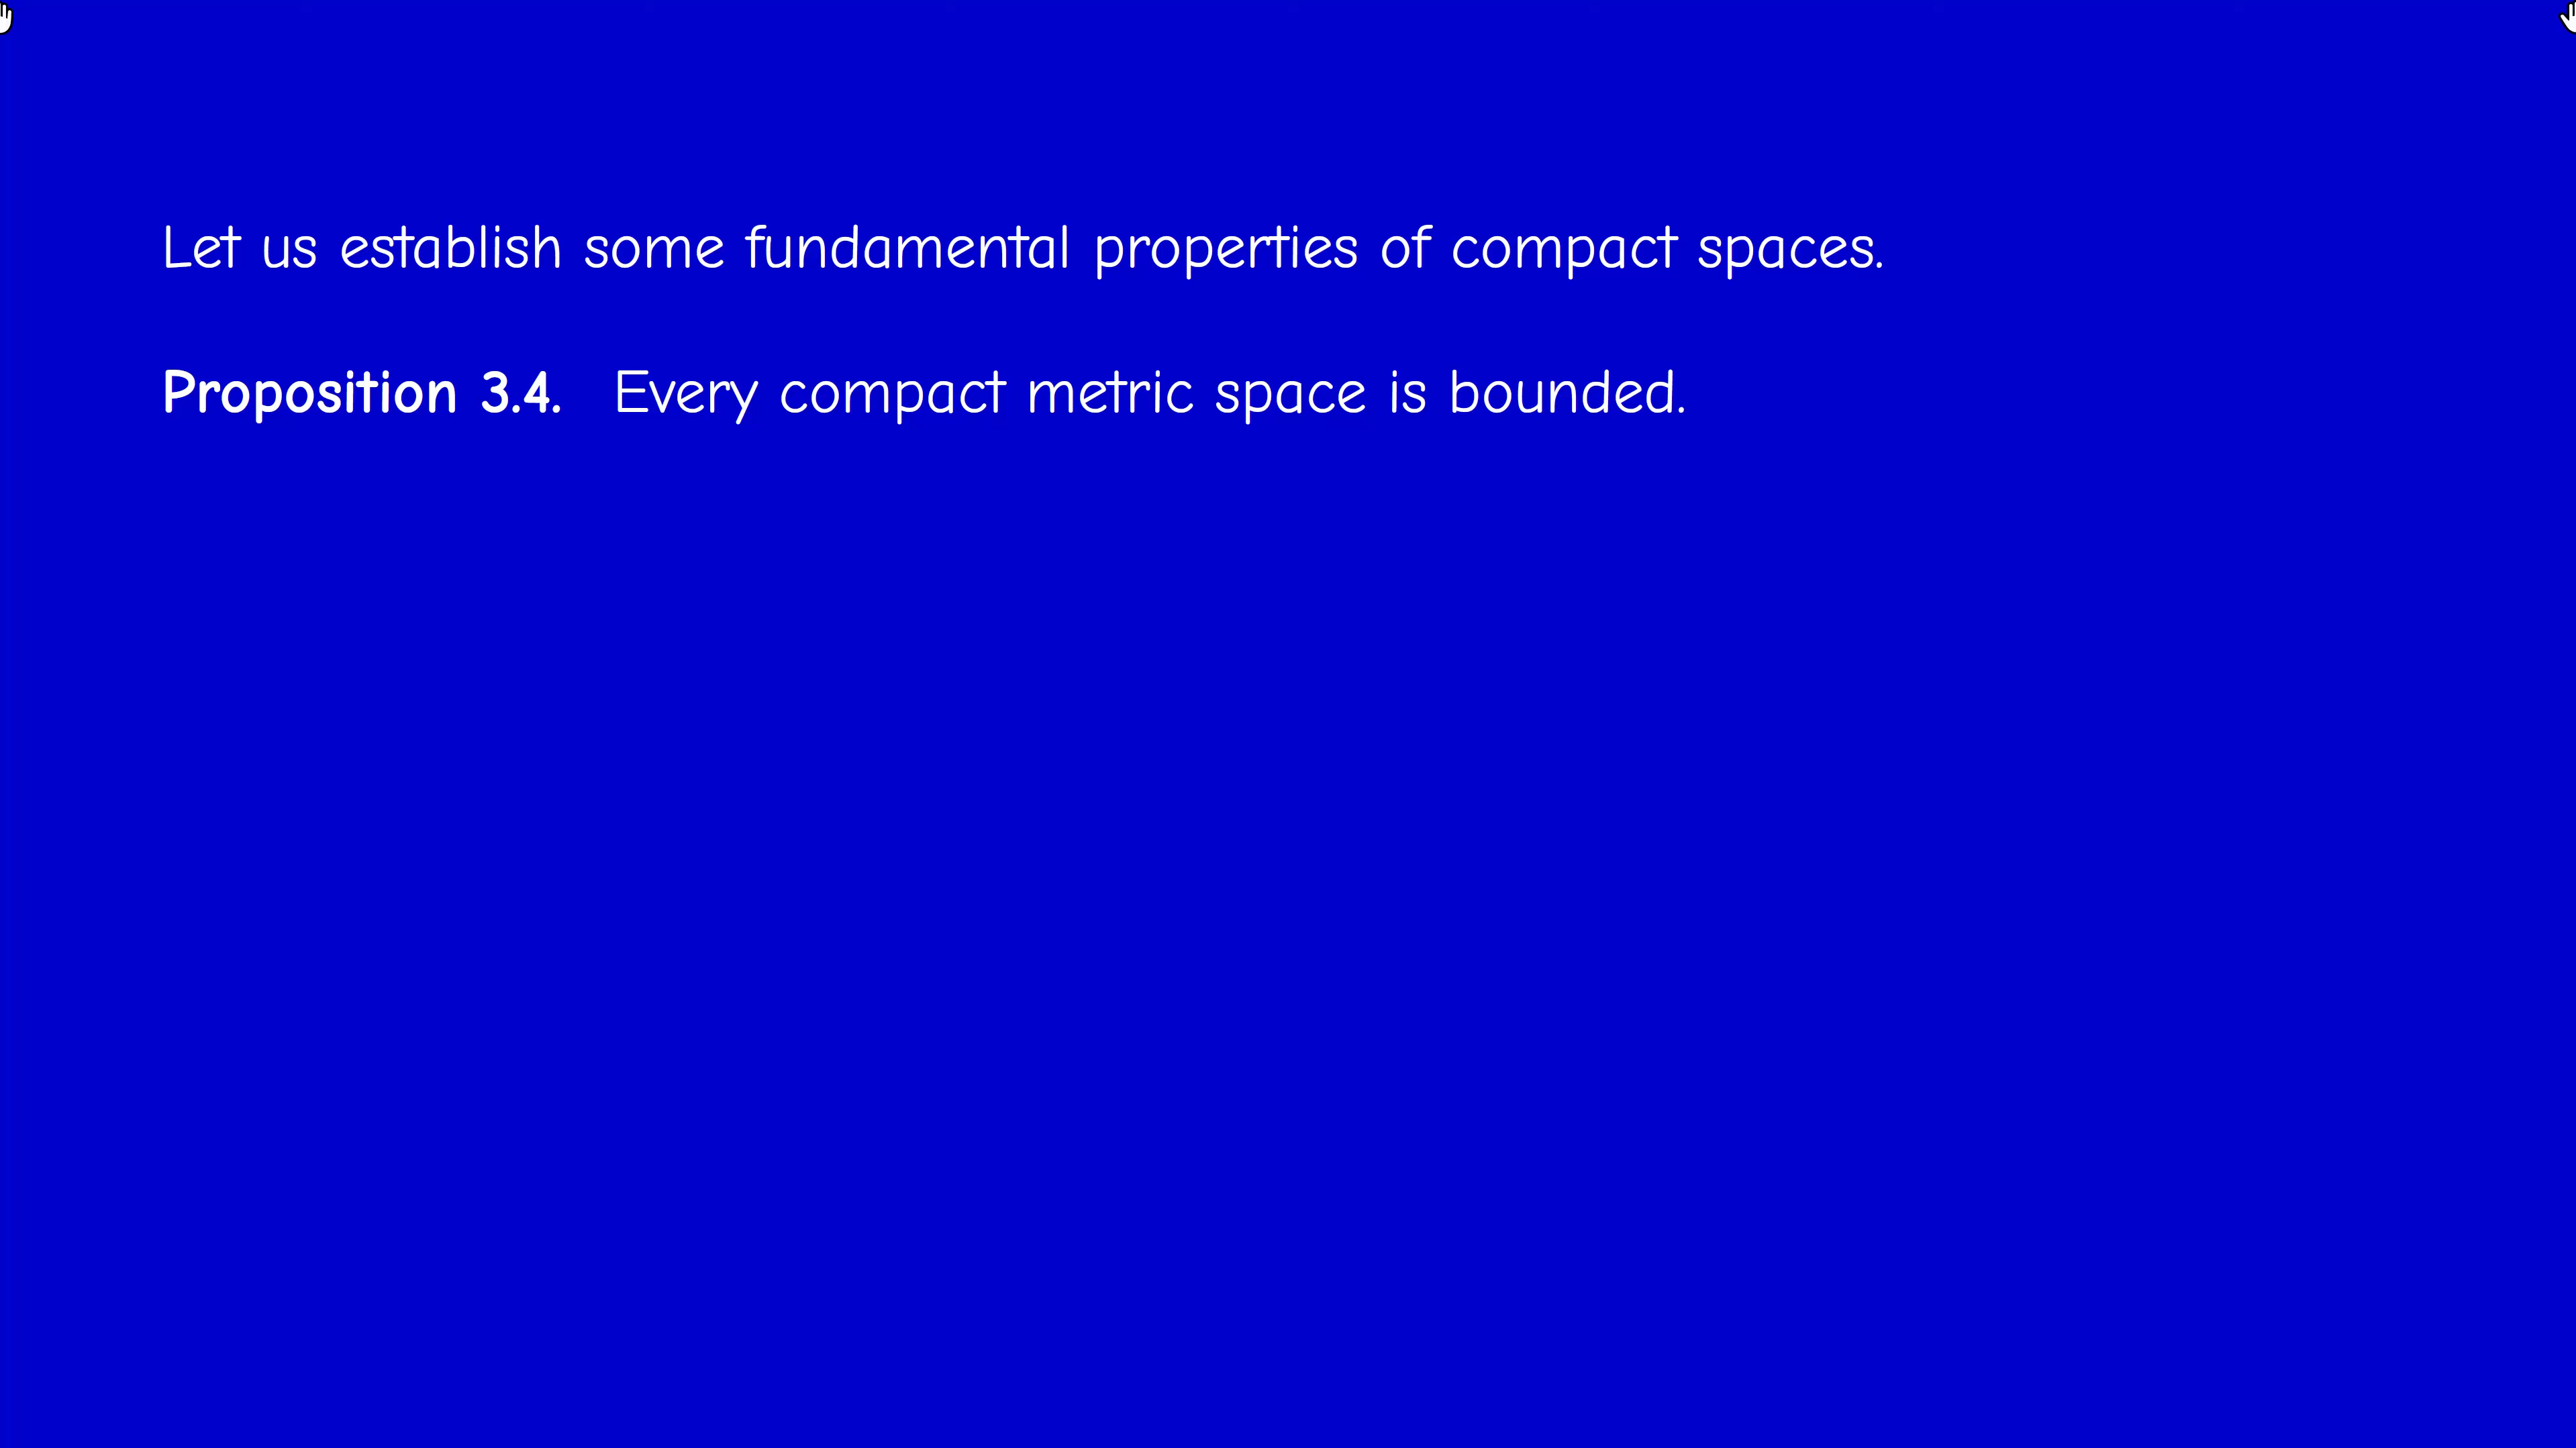 Let us establish some fundamental properties of compact spaces.
Proposition 3.4. Every compact metric space is bounded.